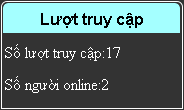 Lượt truy cập
Số lượt truy cập:17
Số người online:2